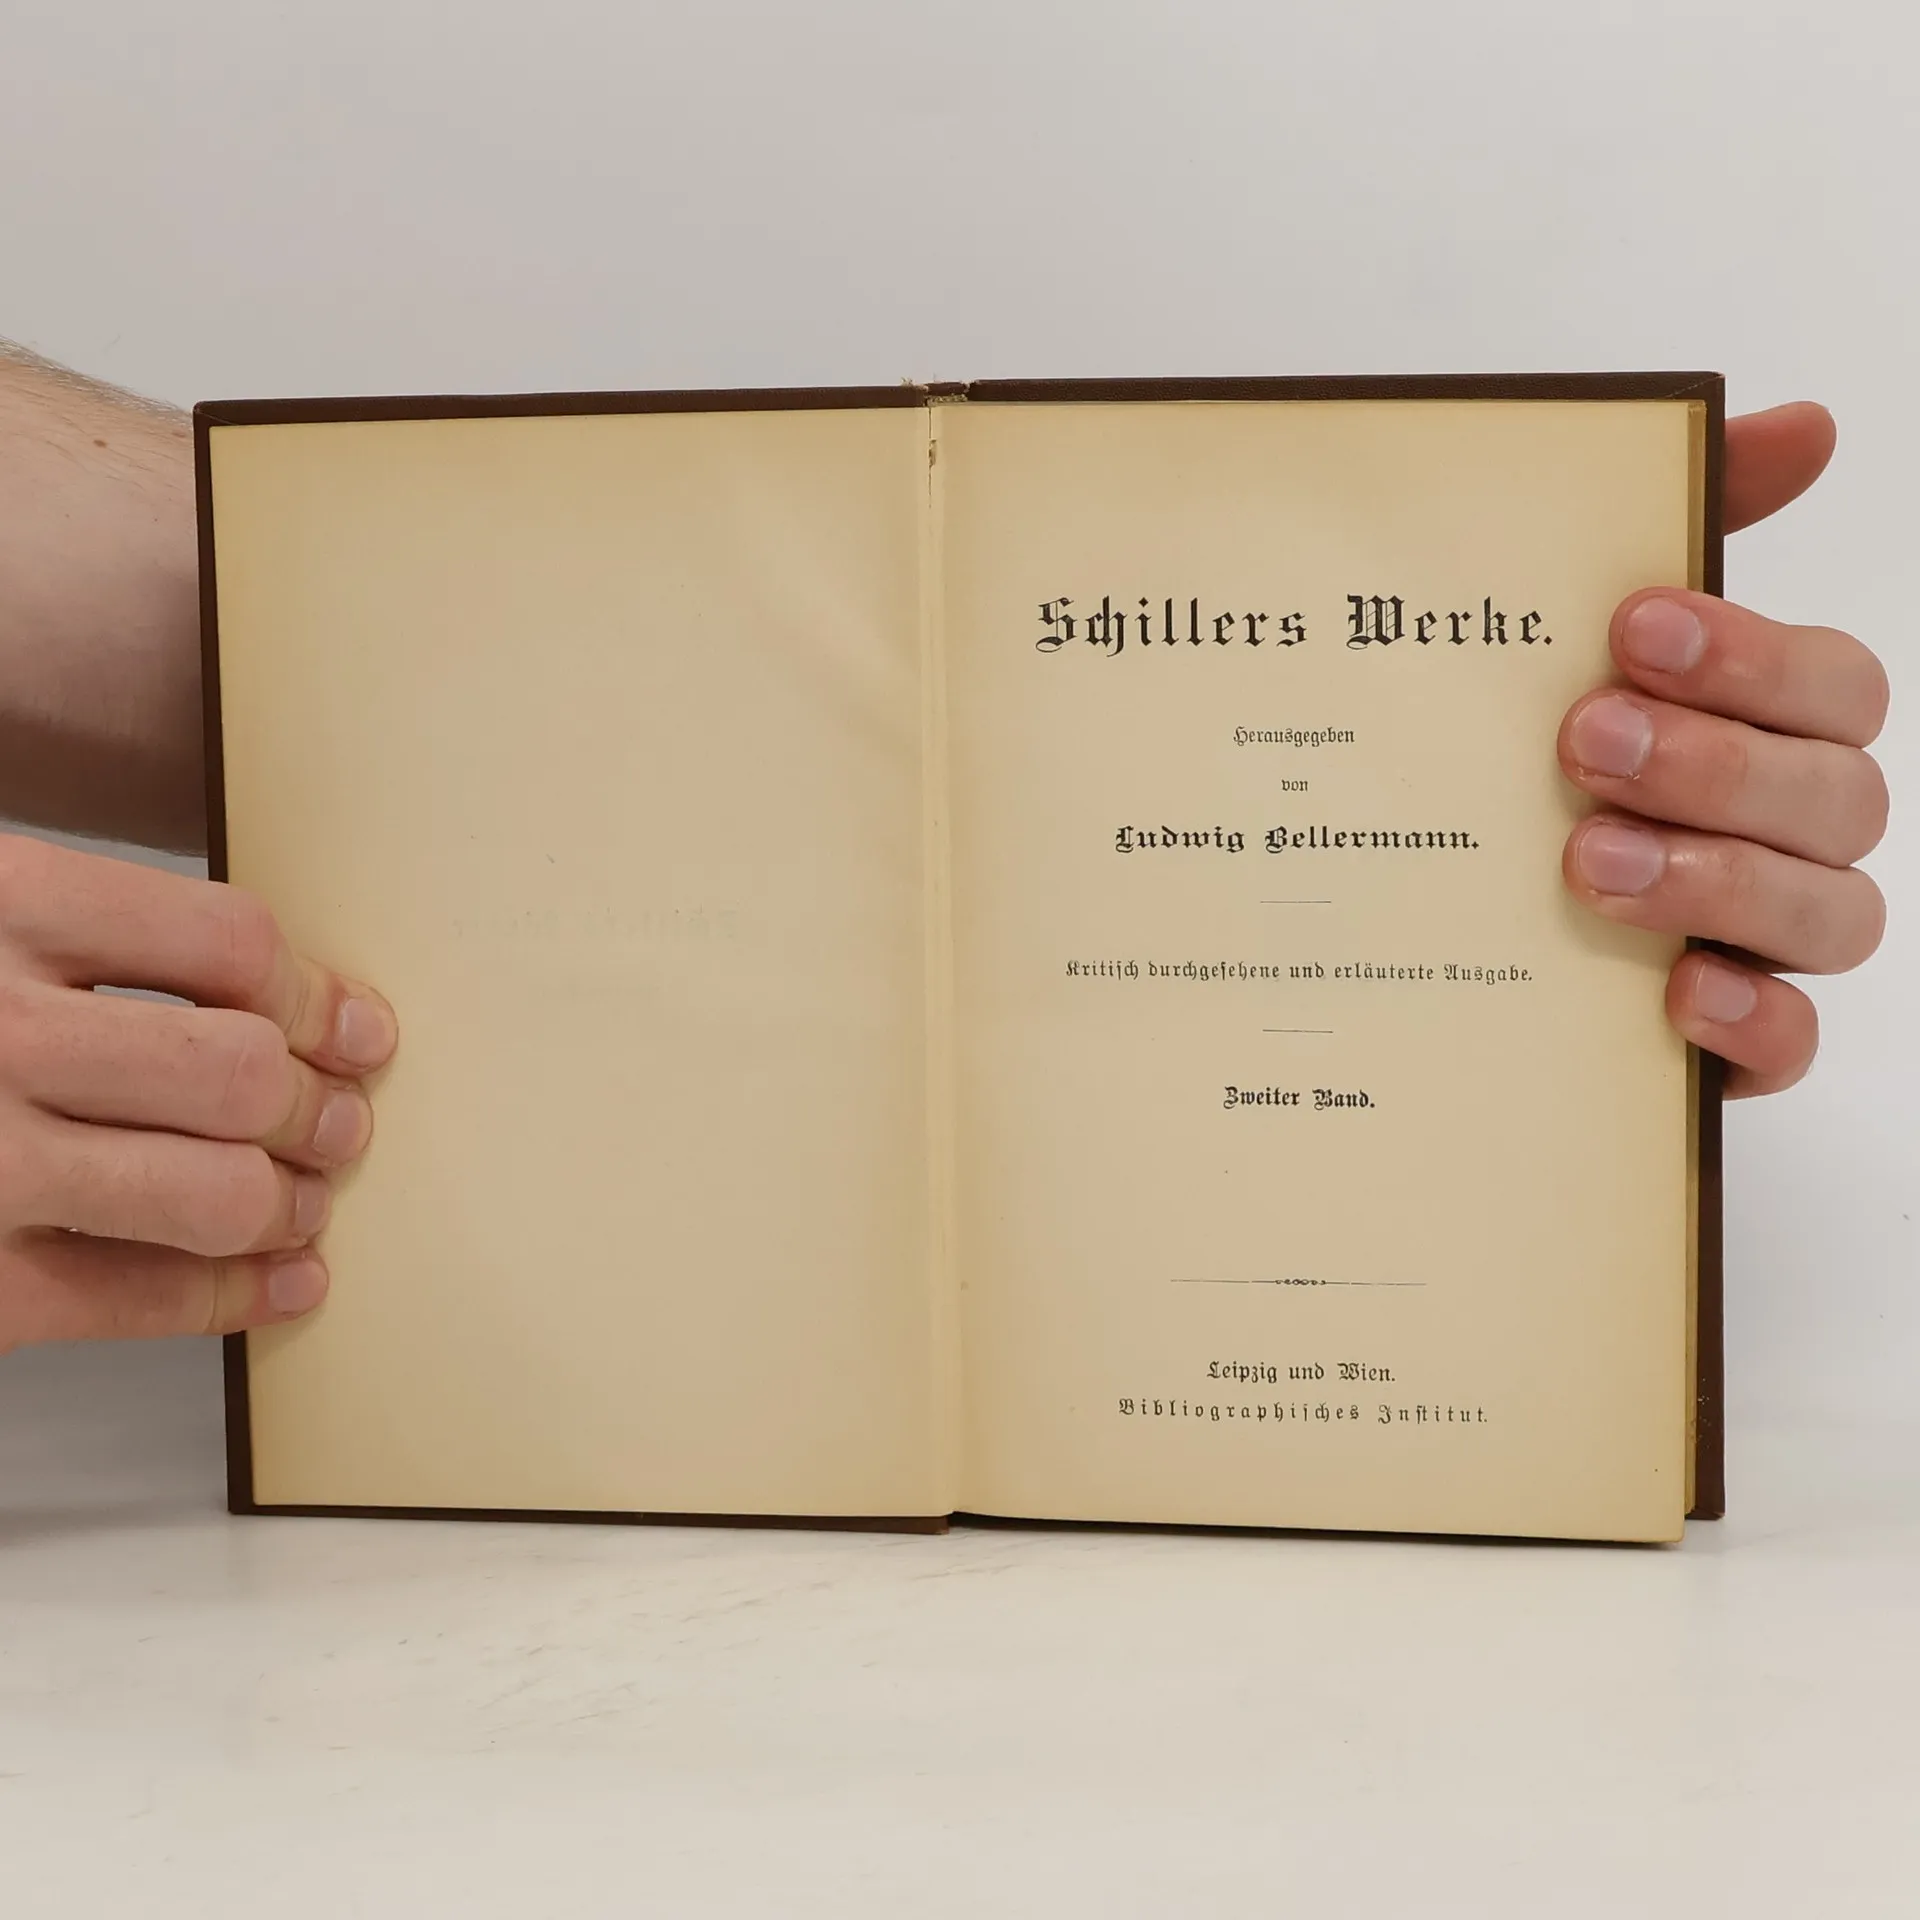 Schillers Werke.
Herausgegeben
von
Ludwig Bellermann.
Kritiſch durchgeſehene und erläuterte Ausgabe.
Zweiter Band.
Leipzig und Wien.
Bibliographiſches Inſtitut.